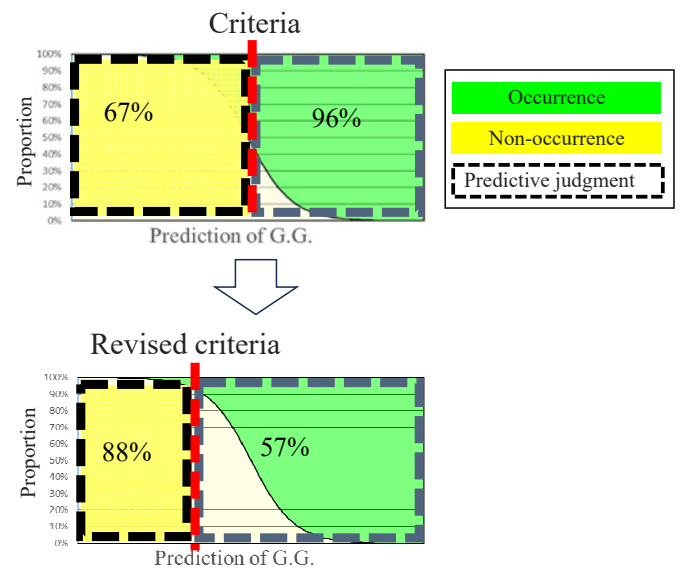 Criteria
100%
90%
80%
70%
60%
50%
40%
30%
20%
10%
0%
Proportion
67%
96%
Prediction of G.G.
Occurrence
Non-occurrence
Predictive judgment
Revised criteria
100%
90%
80%
70%
60%
50%
40%
30%
20%
10%
0%
Proportion
88%
57%
Prediction of G.G.